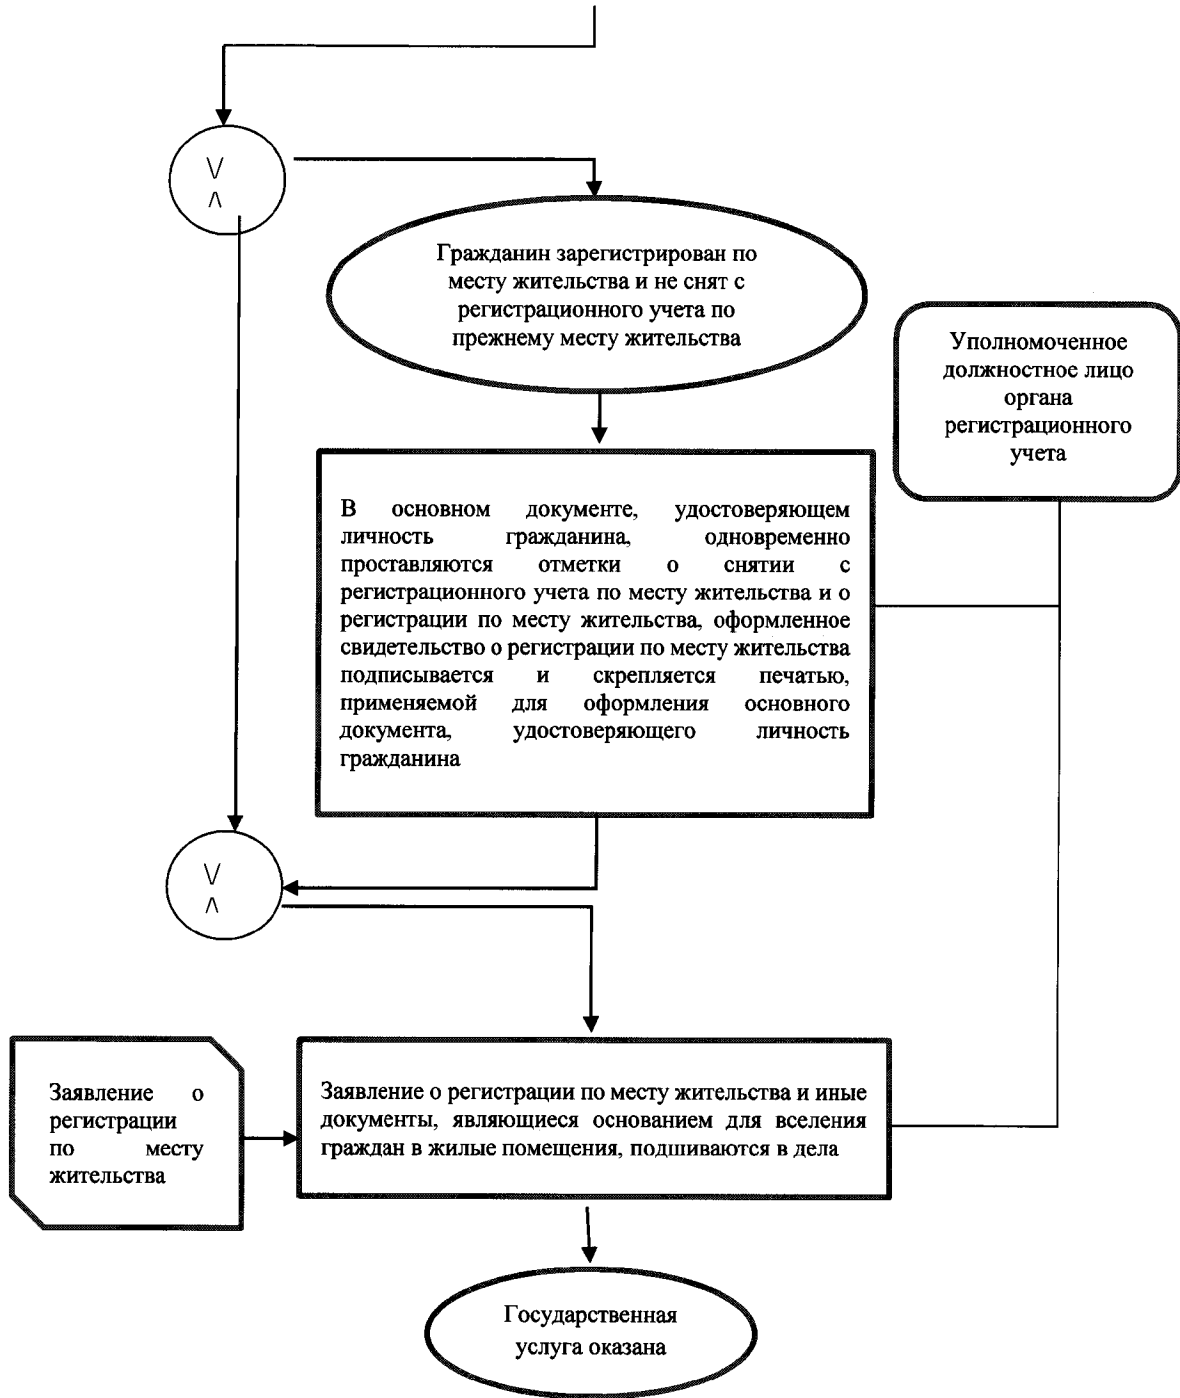 \/
/\
Гражданин зарегистрирован по
месту жительства и не снят с
регистрационного учета по
прежнему месту жительства
Уполномоченное
должностное лицо
органа
регистрационного
учета
В основном документе, удостоверяющем
личность гражданина, одновременно
проставляются отметки о снятии с
регистрационного учета по месту жительства и о
регистрации по месту жительства, оформленное
свидетельство о регистрации по месту жительства
подписывается и скрепляется печатью,
применяемой для оформления основного
документа, удостоверяющего личность
гражданина
\/
/\
Заявление о
регистрации
по месту
жительства
Заявление о регистрации по месту жительства и иные
документы, являющиеся основанием для вселения
граждан в жилые помещения, подшиваются в дела
Государственная
услуга оказана